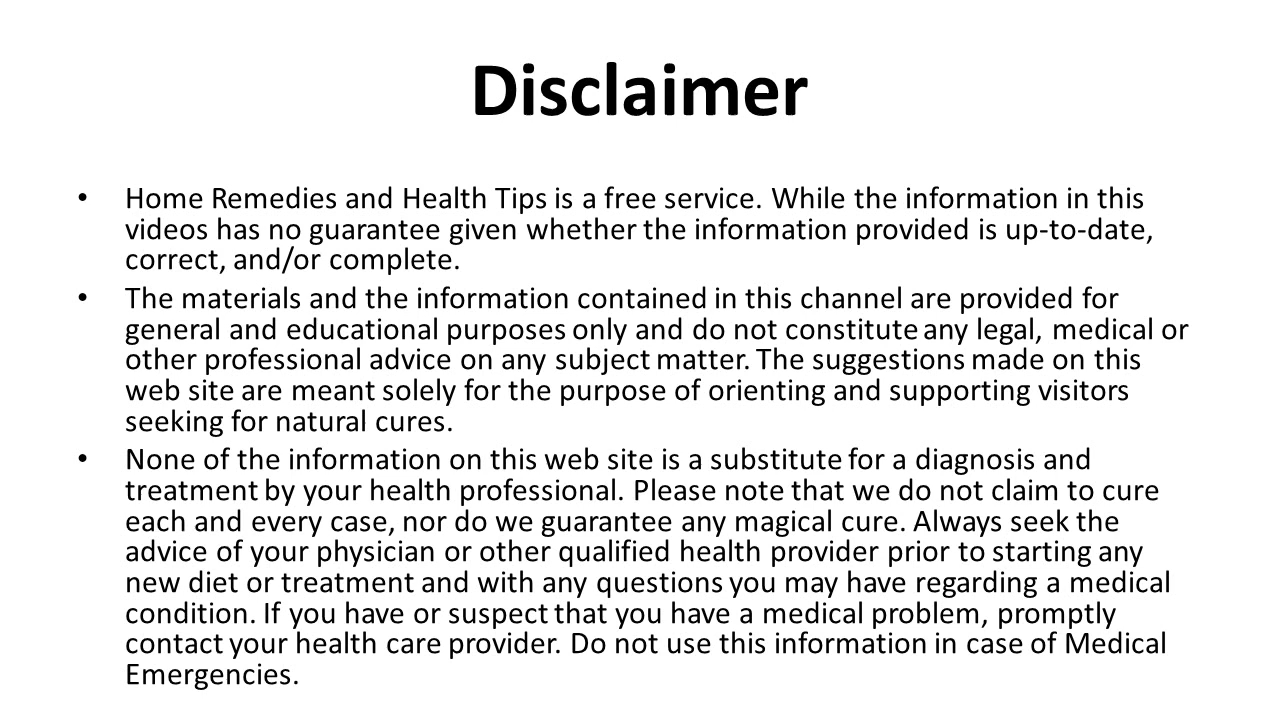 Disclaimer
• Home Remedies and Health Tips is a free service. While the information in this
videos has no guarantee given whether the information provided is up-to-date,
correct, and/or complete.
• The materials and the information contained in this channel are provided for
general and educational purposes only and do not constitute any legal, medical or
other professional advice on any subject matter. The suggestions made on this
web site are meant solely for the purpose of orienting and supporting visitors
seeking for natural cures.
• None of the information on this web site is a substitute for a diagnosis and
treatment by your health professional. Please note that we do not claim to cure
each and every case, nor do we guarantee any magical cure. Always seek the
advice of your physician or other qualified health provider prior to starting any
new diet or treatment and with any questions you may have regarding a medical
condition. If you have or suspect that you have a medical problem, promptly
contact your health care provider. Do not use this information in case of Medical
Emergencies.